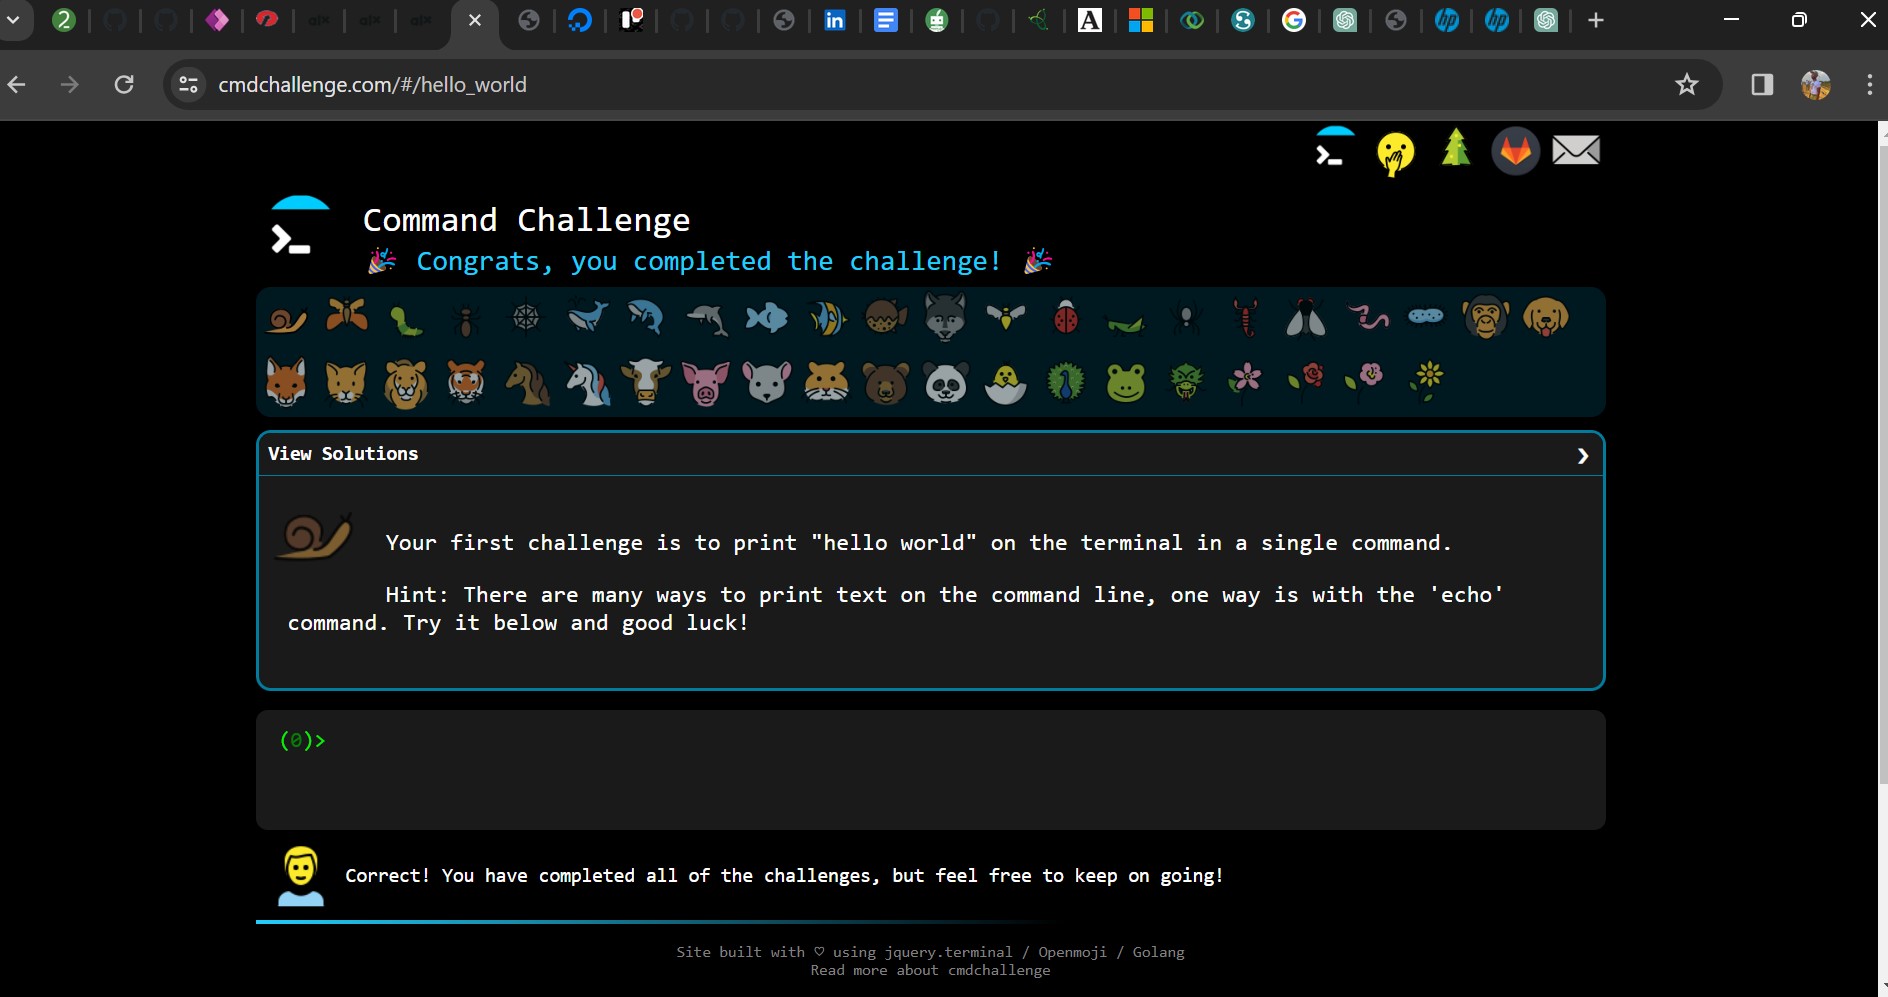 2
in
A
G
hp
hp
cmdchallenge.com/#/hello_world
Command Challenge
Congrats, you completed the challenge!
View Solutions
Your first challenge is to print "hello world" on the terminal in a single command.
Hint: There are many ways to print text on the command line, one way is with the 'echo'
command. Try it below and good luck!
(0)>
Correct! You have completed all of the challenges, but feel free to keep on going!
Site built with ♡ using jquery.terminal / Openmoji / Golang
Read more about cmdchallenge